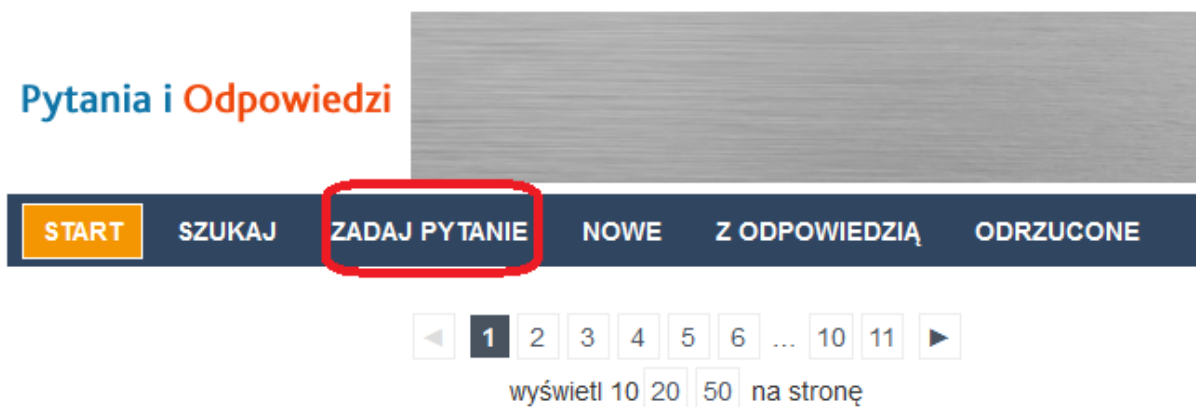 Pytania i Odpowiedzi
START SZUKAJ ZADAJ PYTANIE NOWE Z ODPOWIEDZIĄ ODRZUCONE
◄ 1 2 3 4 5 6 ... 10 11 ►
wyświetl 10 20 50 na stronę